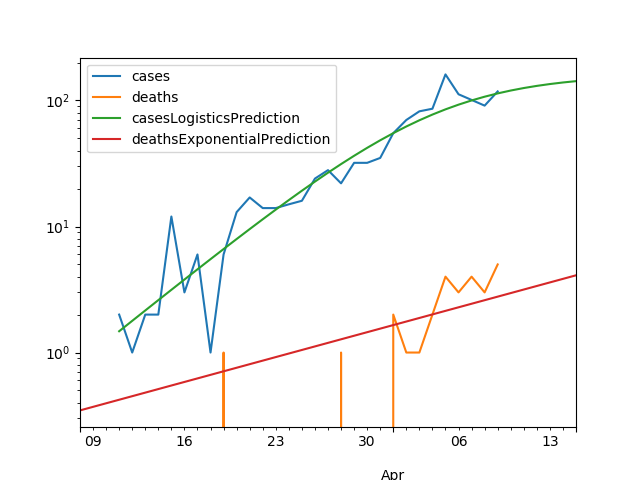 cases
deaths
casesLogisticsPrediction
deathsExponentialPrediction
10²
10¹
10⁰
09 16 23 30 06 13
Apr